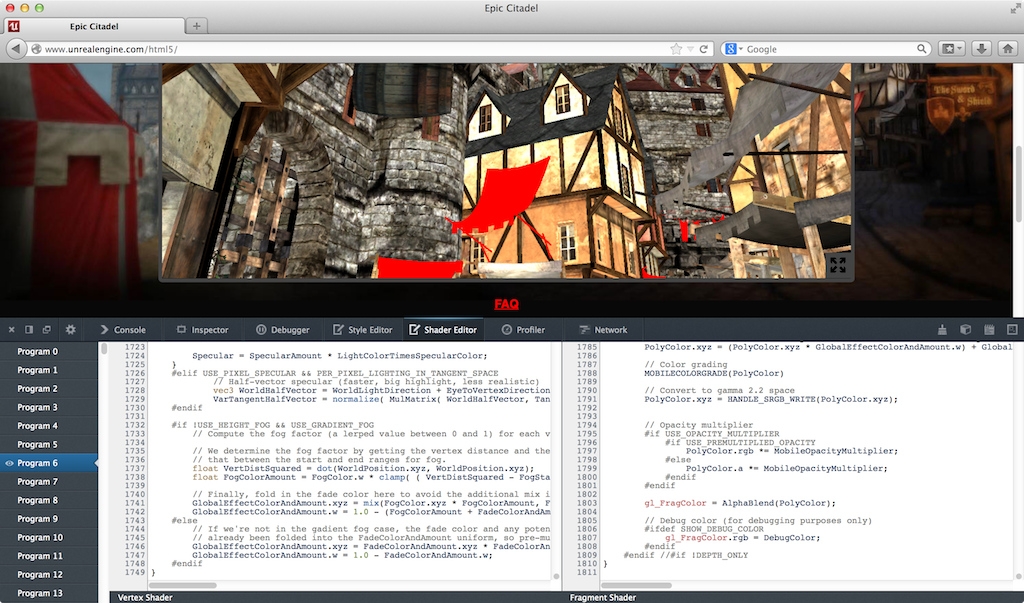 Epic Citadel
Epic Citadel
www.unrealengine.com/html5/
Google
The Sword
& Shield
FAQ
Console
Inspector
Debugger
Style Editor
Shader Editor
Profiler
Network
Program 0
Program 1
Program 2
Program 3
Program 4
Program 5
Program 6
Program 7
Program 8
Program 9
Program 10
Program 11
Program 12
Program 13
1723
1724 Specular = SpecularAmount * LightColorTimesSpecularColor;
1725 }
1726 #elif USE_PIXEL_SPECULAR && PER_PIXEL_LIGHTING_IN_TANGENT_SPACE
1727 // Half-vector specular (faster, big highlight, less realistic)
1728 vec3 WorldHalfVector = WorldLightDirection + EyeToVertexDirection
1729 VarTangentHalfVector = normalize( MulMatrix( WorldHalfVector, Tan
1730 #endif
1731
1732 #if !USE_HEIGHT_FOG && USE_GRADIENT_FOG
1733 // Compute the fog factor (a lerped value between 0 and 1) for each v
1734
1735 // We determine the fog factor by getting the vertex distance and the
1736 // that between the start and end ranges for fog.
1737 float VertDistSquared = dot(WorldPosition.xyz, WorldPosition.xyz);
1738 float FogColorAmount = FogColor.w * clamp( ( VertDistSquared - FogSta
1739
1740 // Finally, fold in the fade color here to avoid the additional mix i
1741 GlobalEffectColorAndAmount.xyz = mix(FogColor.xyz * FogColorAmount, F
1742 GlobalEffectColorAndAmount.w = 1.0 - (FogColorAmount + FadeColorAndAm
1743 #else
1744 // If we're not in the gadient fog case, the fade color and any poten
1745 // already been folded into the FadeColorAndAmount uniform, so pre-mu
1746 GlobalEffectColorAndAmount.xyz = FadeColorAndAmount.xyz * FadeColorAn
1747 GlobalEffectColorAndAmount.w = 1.0 - FadeColorAndAmount.w;
1748 #endif
1749 }
Vertex Shader
1785 PolyColor.xyz = (PolyColor.xyz * GlobalEffectColorAndAmount.w) + Global
1786
1787 // Color grading
1788 MOBILECOLORGRADE(PolyColor)
1789
1790 // Convert to gamma 2.2 space
1791 PolyColor.xyz = HANDLE_SRGB_WRITE(PolyColor.xyz);
1792
1793
1794 // Opacity multiplier
1795 #if USE_OPACITY_MULTIPLIER
1796 #if USE_PREMULTIPLIED_OPACITY
1797 PolyColor.rgb *= MobileOpacityMultiplier;
1798 #else
1799 PolyColor.a *= MobileOpacityMultiplier;
1800 #endif
1801 #endif
1802
1803 gl_FragColor = AlphaBlend(PolyColor);
1804
1805 // Debug color (for debugging purposes only)
1806 #ifdef SHOW_DEBUG_COLOR
1807 gl_FragColor.rgb = DebugColor;
1808 #endif
1809 #endif //#if !DEPTH_ONLY
1810 }
1811
Fragment Shader